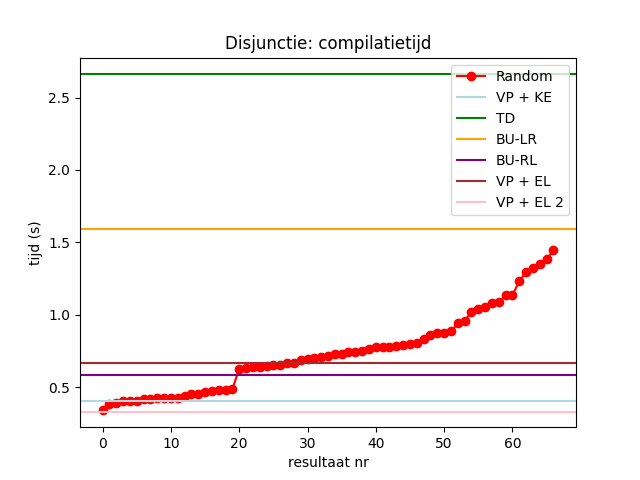 Disjunctie: compilatietijd
Random
VP + KE
TD
BU-LR
BU-RL
VP + EL
VP + EL 2
tijd (s)
2.5
2.0
1.5
1.0
0.5
0 10 20 30 40 50 60
resultaat nr